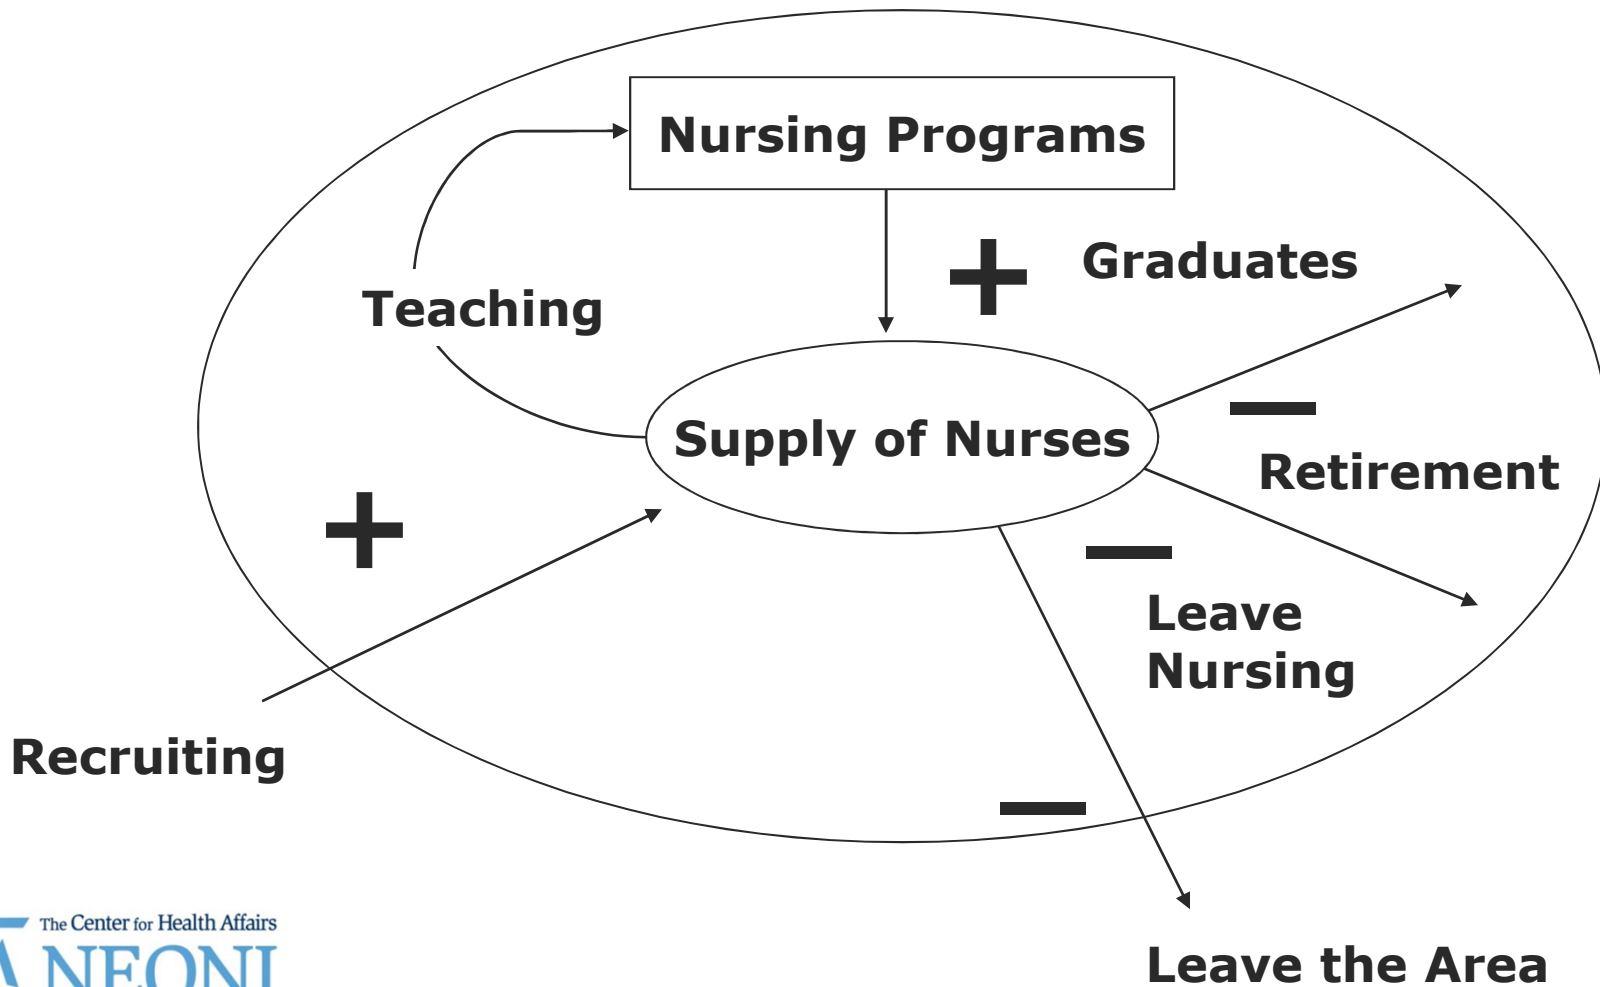 Nursing Programs
+
Graduates
Teaching
Supply of Nurses
–
Retirement
+
–
Leave
Nursing
Recruiting
–
The Center for Health Affairs
NEONI
Leave the Area